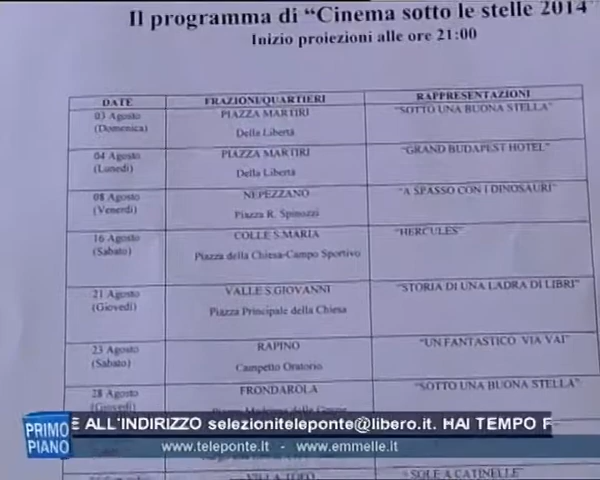 Il programma di "Cinema sotto le stelle 2014"
Inizio proiezioni alle ore 21:00
DATE FRAZIONI/QUARTIERI RAPPRESENTAZIONI
03 Agosto PIAZZA MARTIRI "SOTTO UNA BUONA STELLA"
(Domenica) Della Libertà
04 Agosto PIAZZA MARTIRI "GRAND BUDAPEST HOTEL"
(Lunedì) Della Libertà
08 Agosto NEPEZZANO "A SPASSO CON I DINOSAURI"
(Venerdì) Piazza R. Spinozzi
16 Agosto COLLE S.MARIA "HERCULES"
(Sabato) Piazza della Chiesa-Campo Sportivo
21 Agosto VALLE S.GIOVANNI "STORIA DI UNA LADRA DI LIBRI"
(Giovedì) Piazza Principale della Chiesa
23 Agosto RAPINO "UN FANTASTICO VIA VAI"
(Sabato) Campetto Oratorio
28 Agosto FRONDAROLA "SOTTO UNA BUONA STELLA"
(Giovedì)
"SOLE A CATINELLE"
PRIMO
PIANO
E ALL'INDIRIZZO selezioniteleponte@libero.it. HAI TEMPO F
www.teleponte.it - www.emmelle.it